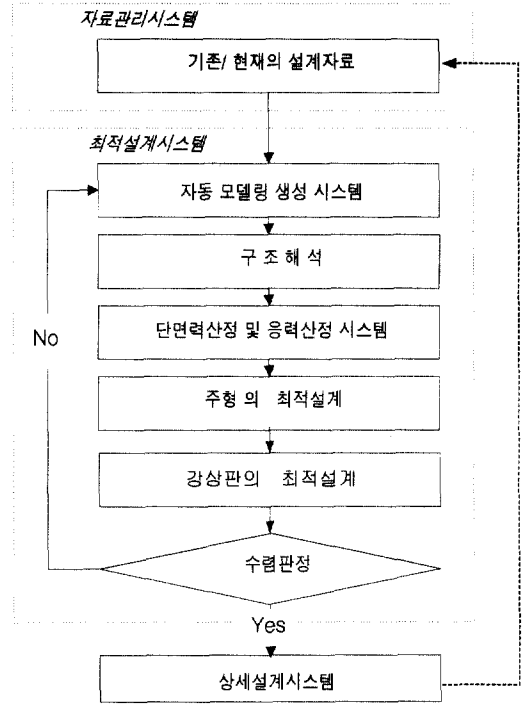 자료관리시스템
기존/ 현재의 설계자료
최적설계시스템
자동 모델링 생성 시스템
구 조 해 석
단면력산정 및 응력산정 시스템
No
주형 의 최적설계
강상판의 최적설계
수렴판정
Yes
상세설계시스템